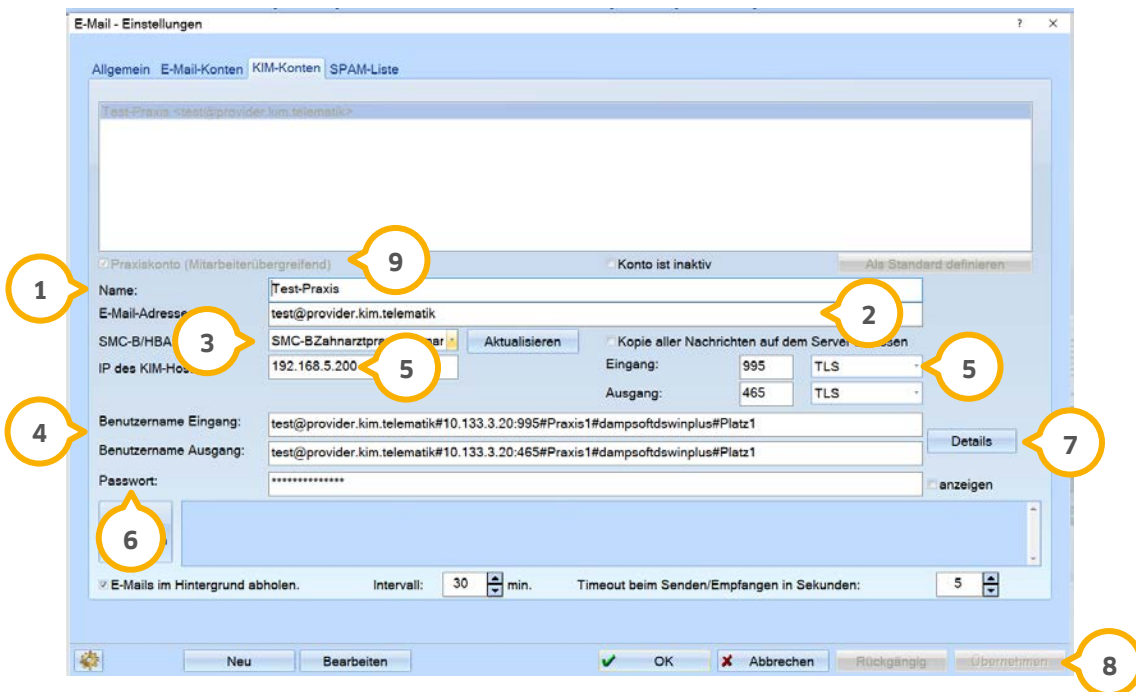 E-Mail - Einstellungen ? ×
Allgemein E-Mail-Konten KIM-Konten SPAM-Liste
Test-Praxis <test@provider.kim.telematik>
Praxiskonto (Mitarbeiterübergreifend) 9 Konto ist inaktiv Als Standard definieren
1 Name: Test-Praxis
E-Mail-Adresse test@provider.kim.telematik 2
SMC-B/HBA 3 SMC-BZahnarztpra Aktualisieren Kopie aller Nachrichten auf dem Server
IP des KIM-Hos 192.168.5.200 5 Eingang: 995 TLS 5
Ausgang: 465 TLS
4 Benutzername Eingang: test@provider.kim.telematik#10.133.3.20:995#Praxis1#dampsoftdswinplus#Platz1
Details 7
Benutzername Ausgang: test@provider.kim.telematik#10.133.3.20:465#Praxis1#dampsoftdswinplus#Platz1
Passwort: ************** anzeigen
6
E-Mails im Hintergrund abholen. Intervall: 30 min. Timeout beim Senden/Empfangen in Sekunden: 5
Neu Bearbeiten OK Abbrechen Rückgängig Übernehmen 8